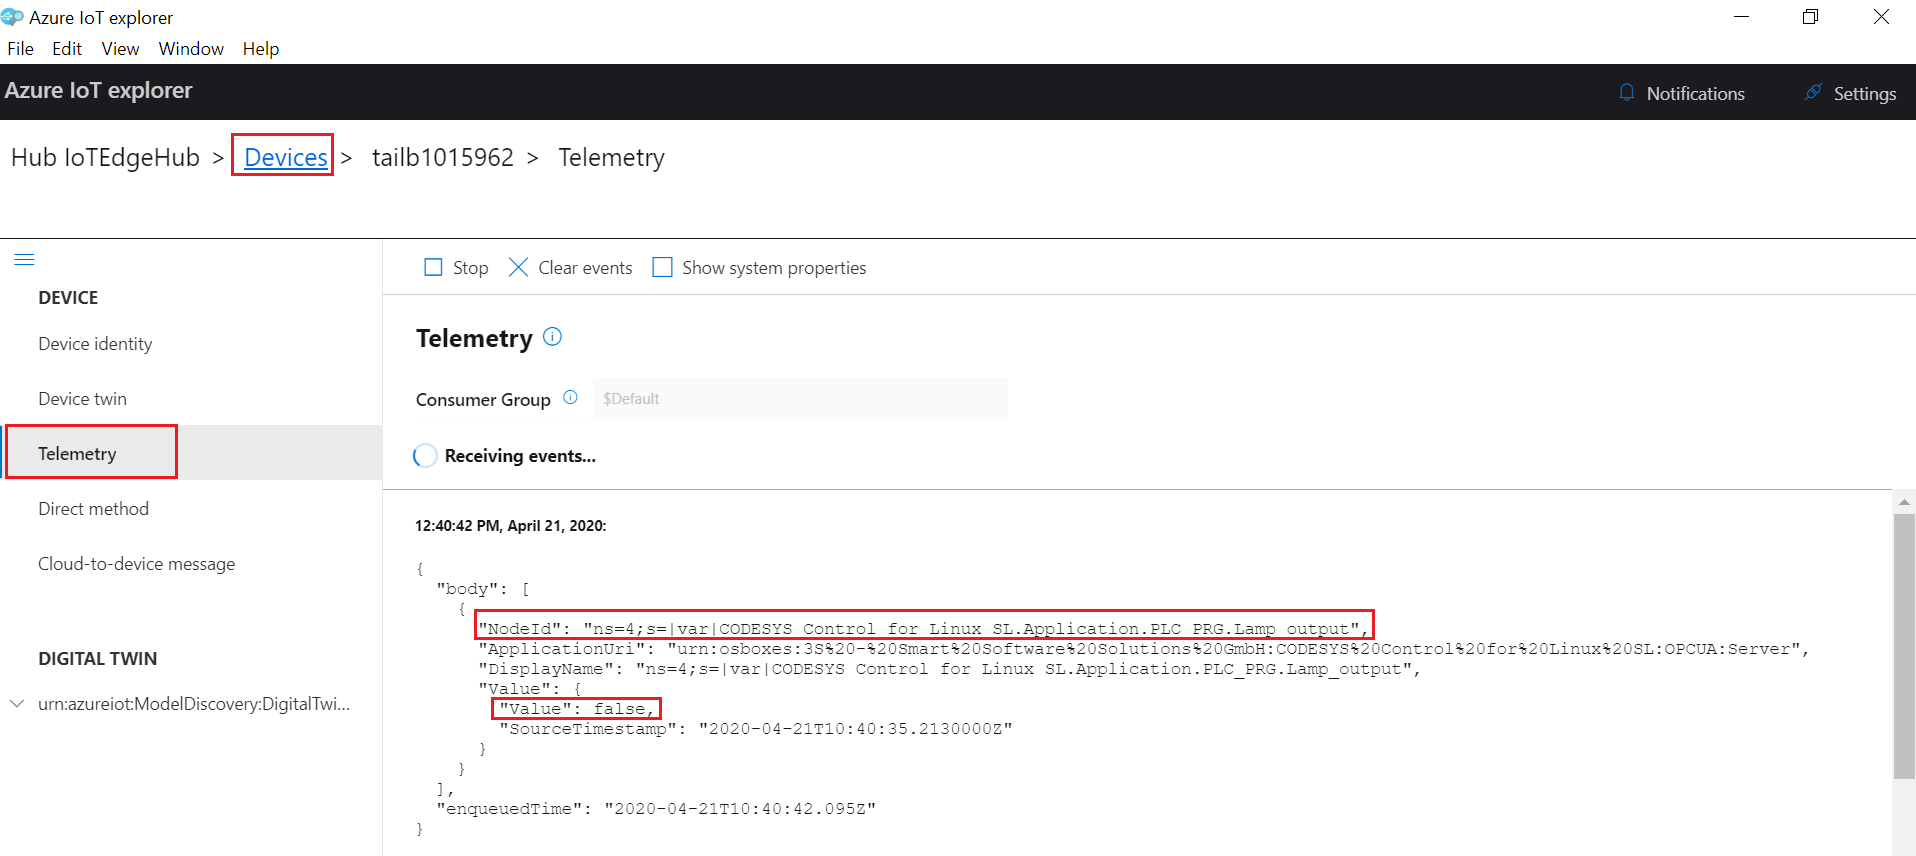 Azure IoT explorer
File Edit View Window Help
Azure IoT explorer
Notifications Settings
Hub IoTEdgeHub > Devices > tailb1015962 > Telemetry
Stop Clear events Show system properties
DEVICE
Device identity
Device twin
Telemetry
Direct method
Cloud-to-device message
DIGITAL TWIN
urn:azureiot:ModelDiscovery:DigitalTwi...
Telemetry
Consumer Group $Default
Receiving events...
12:40:42 PM, April 21, 2020:
{
"body": [
{
"NodeId": "ns=4;s=|var|CODESYS Control for Linux SL.Application.PLC PRG.Lamp output",
"ApplicationUri": "urn:osboxes:3S%20-%20Smart%20Software%20Solutions%20GmbH:CODESYS%20Control%20for%20Linux%20SL:OPCUA:Server",
"DisplayName": "ns=4;s=|var|CODESYS Control for Linux SL.Application.PLC_PRG.Lamp_output",
"Value": {
"Value": false,
"SourceTimestamp": "2020-04-21T10:40:35.2130000Z"
}
}
],
"enqueuedTime": "2020-04-21T10:40:42.095Z"
}